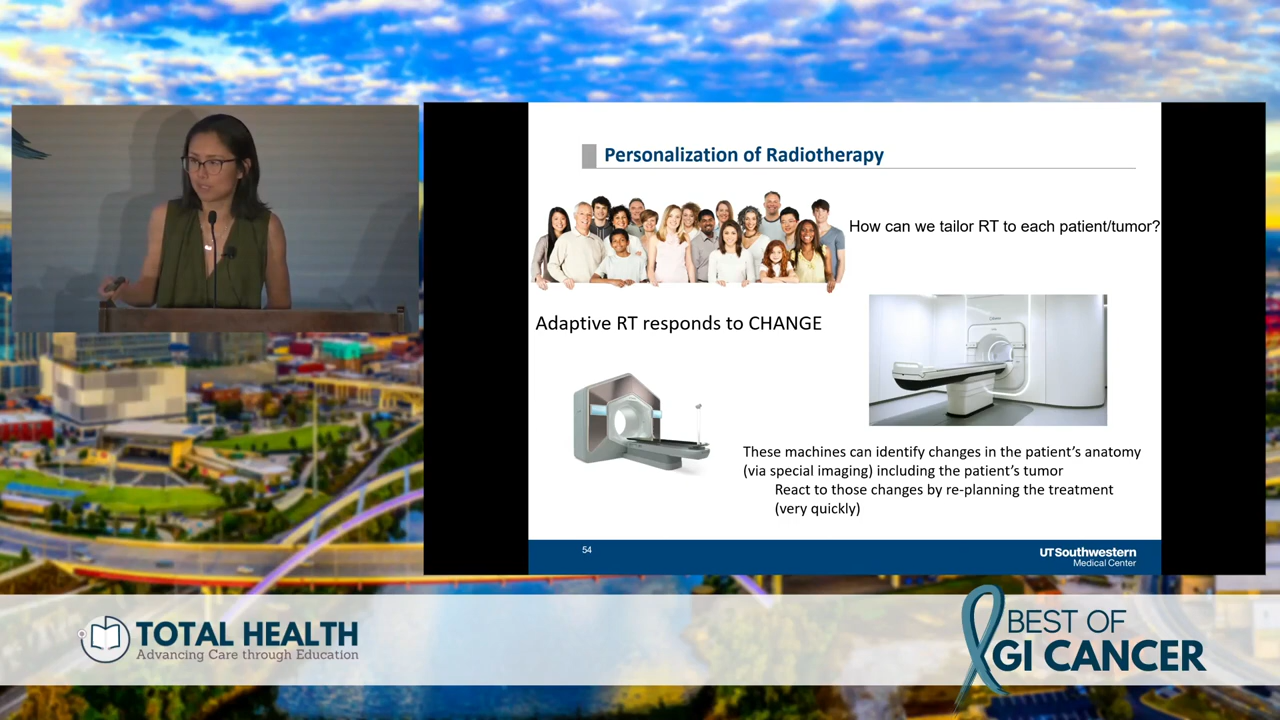 Personalization of Radiotherapy
How can we tailor RT to each patient/tumor?
Adaptive RT responds to CHANGE
These machines can identify changes in the patient's anatomy
(via special imaging) including the patient's tumor
React to those changes by re-planning the treatment
(very quickly)
54
UTSouthwestern
Medical Center
TOTAL HEALTH
Advancing Care through Education
BEST OF
GI CANCER